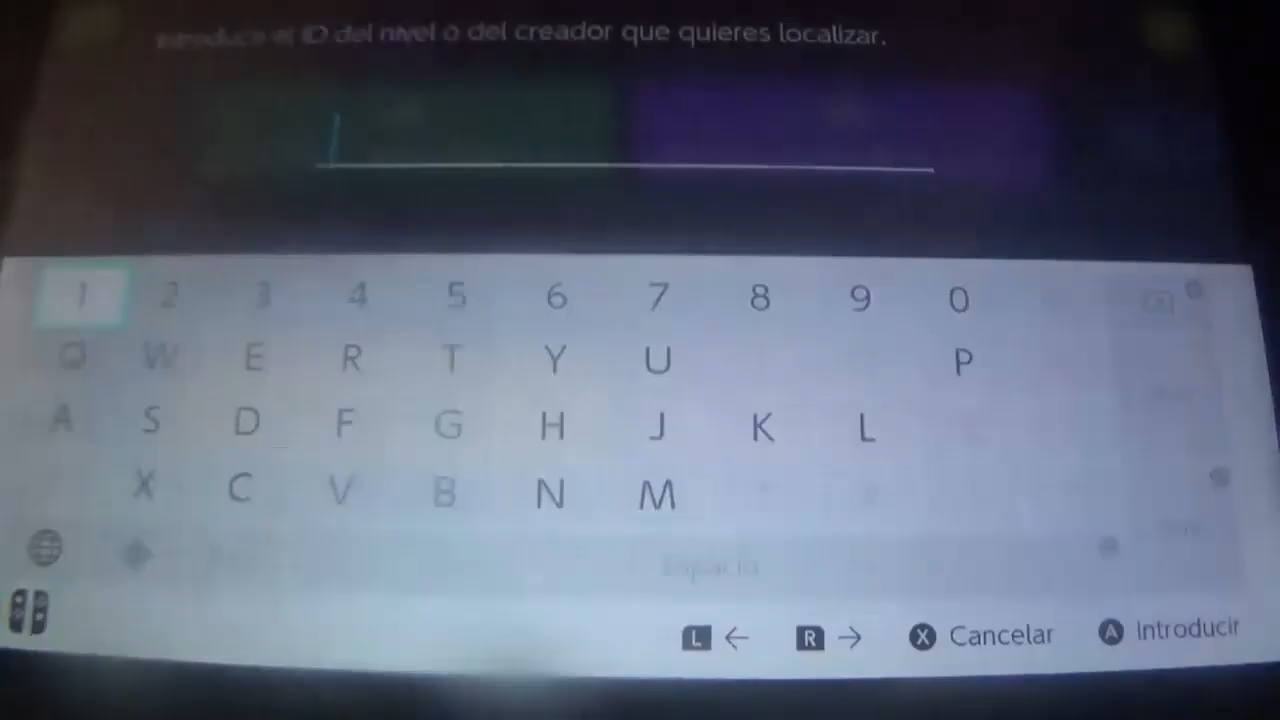 Introduce el ID del nivel o del creador que quieres localizar.
1 2 3 4 5 6 7 8 9 0
Q W E R T Y U P
A S D F G H J K L
X C V B N M
Espacio
L ← R → X Cancelar A Introducir